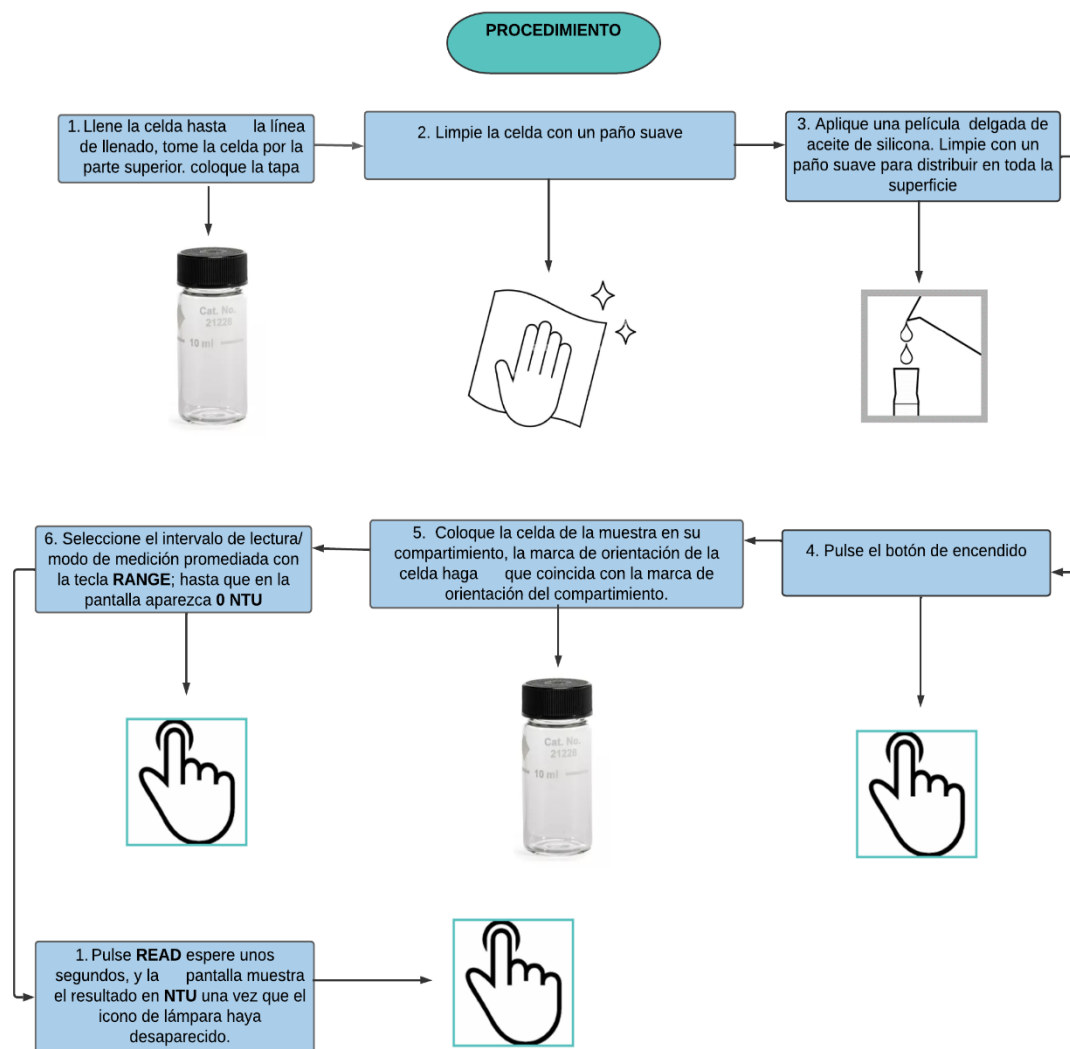 PROCEDIMIENTO
1. Llene la celda hasta la línea
de llenado, tome la celda por la
parte superior. coloque la tapa
2. Limpie la celda con un paño suave
3. Aplique una película delgada de
aceite de silicona. Limpie con un
paño suave para distribuir en toda la
superficie
Cat. No.
21228
10 ml
6. Seleccione el intervalo de lectura/
modo de medición promediada con
la tecla RANGE; hasta que en la
pantalla aparezca 0 NTU
5. Coloque la celda de la muestra en su
compartimiento, la marca de orientación de la
celda haga que coincida con la marca de
orientación del compartimiento.
4. Pulse el botón de encendido
Cat. No.
21228
10 ml
1. Pulse READ espere unos
segundos, y la pantalla muestra
el resultado en NTU una vez que el
icono de lámpara haya
desaparecido.